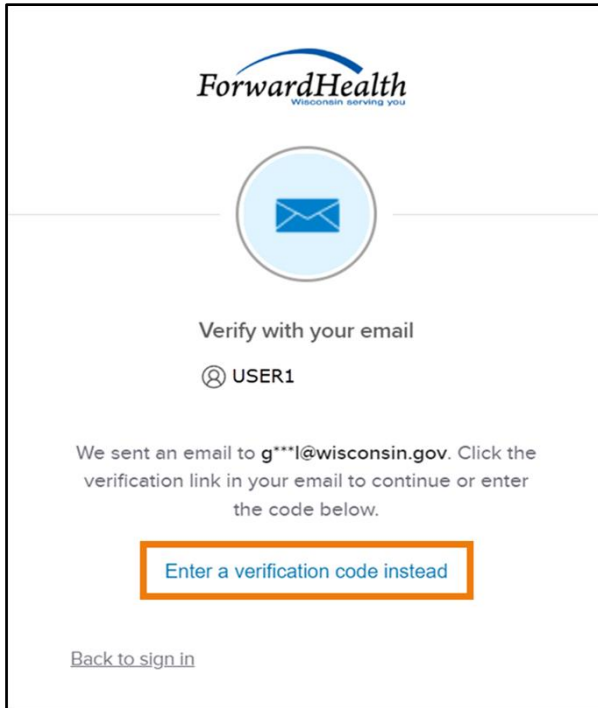 ForwardHealth
Wisconsin serving you
Verify with your email
USER1
We sent an email to g***l@wisconsin.gov. Click the
verification link in your email to continue or enter
the code below.
Enter a verification code instead
Back to sign in